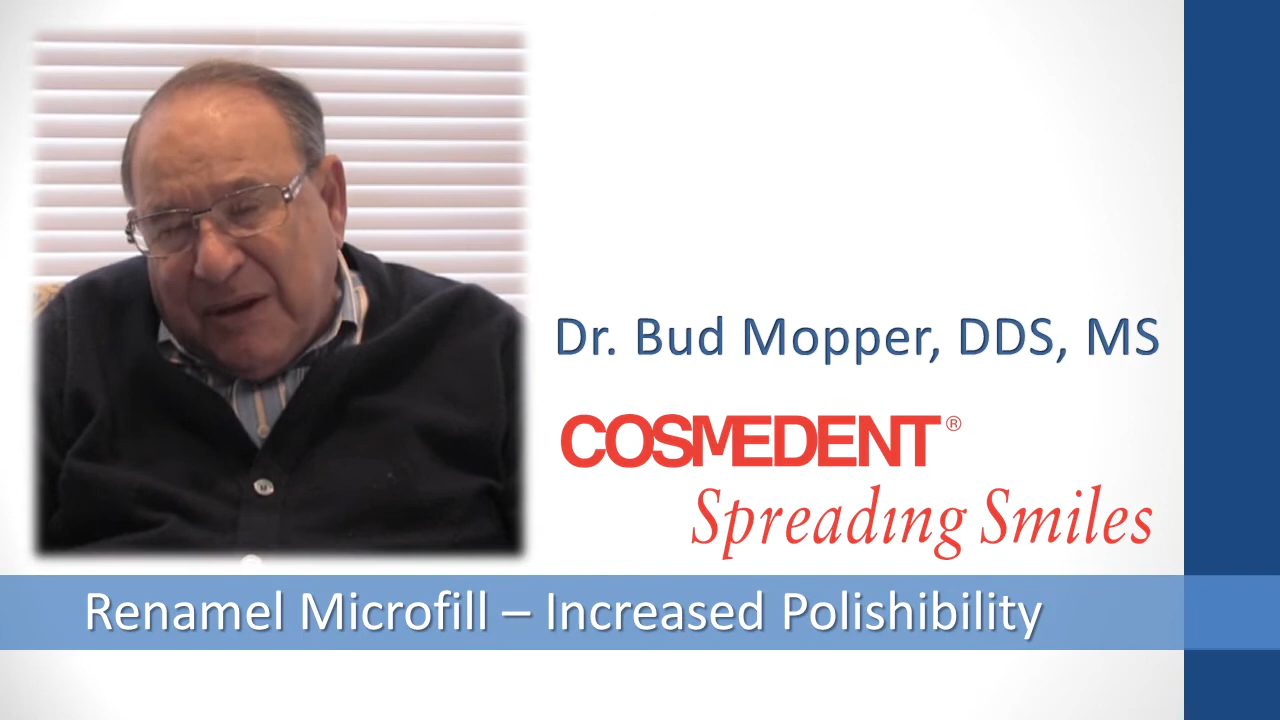 Dr. Bud Mopper, DDS, MS
COSMEDENT®
Spreading Smiles
Renamel Microfill – Increased Polishibility